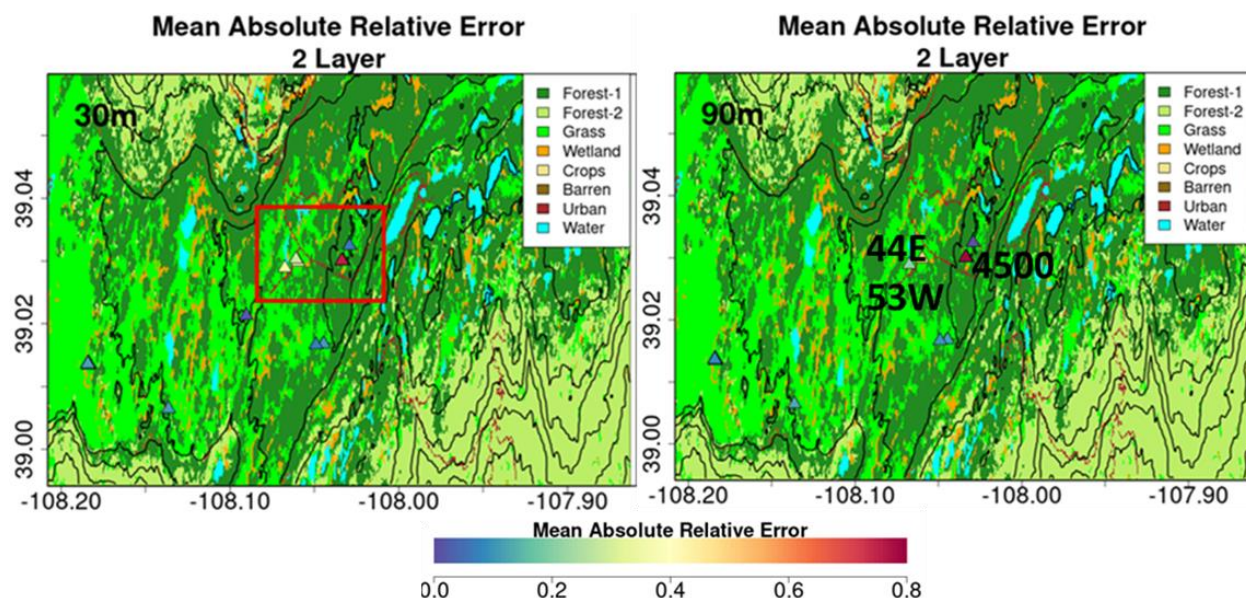 Mean Absolute Relative Error
2 Layer
30m
Forest-1
Forest-2
Grass
Wetland
Crops
Barren
Urban
Water
39.04
39.02
39.00
-108.20
-108.10
-108.00
-107.90
Mean Absolute Relative Error
2 Layer
90m
Forest-1
Forest-2
Grass
Wetland
Crops
Barren
Urban
Water
44E
4500
53W
39.04
39.02
39.00
-108.20
-108.10
-108.00
-107.90
Mean Absolute Relative Error
0.0
0.2
0.4
0.6
0.8